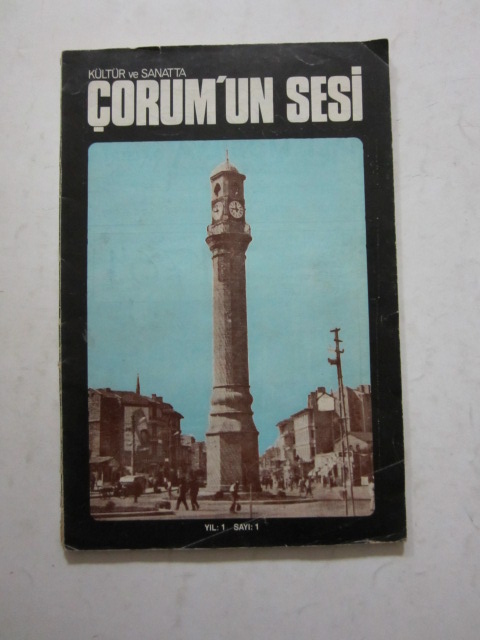 KÜLTÜR ve SANATTA
ÇORUM'UN SESİ
YIL: 1 SAYI: 1